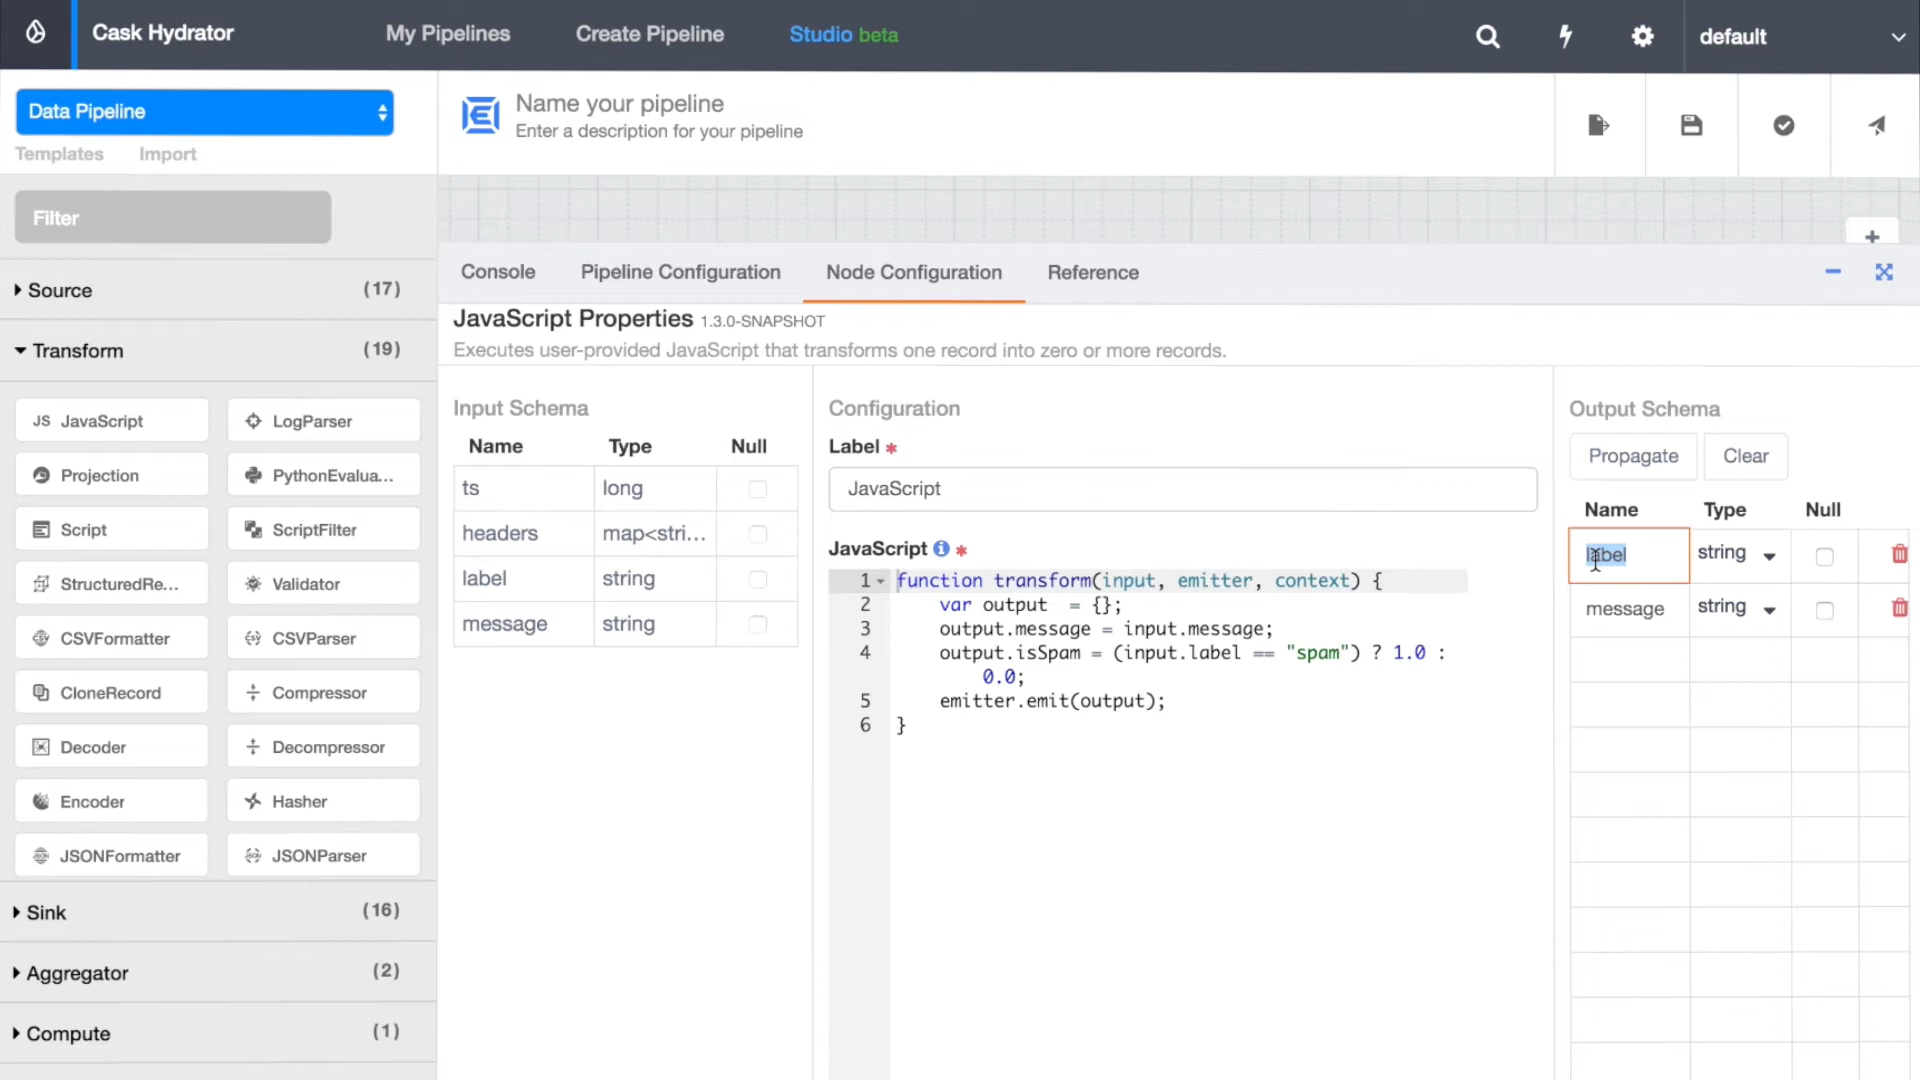 Cask Hydrator
My Pipelines
Create Pipeline
Studio beta
default
Data Pipeline
Templates
Import
Name your pipeline
Enter a description for your pipeline
Filter
Source (17)
Transform (19)
JS JavaScript
LogParser
Projection
PythonEvalua...
Script
ScriptFilter
StructuredRe...
Validator
CSVFormatter
CSVParser
CloneRecord
Compressor
Decoder
Decompressor
Encoder
Hasher
JSONFormatter
JSONParser
Sink (16)
Aggregator (2)
Compute (1)
Console
Pipeline Configuration
Node Configuration
Reference
JavaScript Properties 1.3.0-SNAPSHOT
Executes user-provided JavaScript that transforms one record into zero or more records.
Input Schema
Name Type Null
ts long
headers map<stri...
label string
message string
Configuration
Label *
JavaScript
JavaScript *
1 function transform(input, emitter, context) {
2 var output = {};
3 output.message = input.message;
4 output.isSpam = (input.label == "spam") ? 1.0 :
0.0;
5 emitter.emit(output);
6 }
Output Schema
Propagate
Clear
Name Type Null
label string
message string